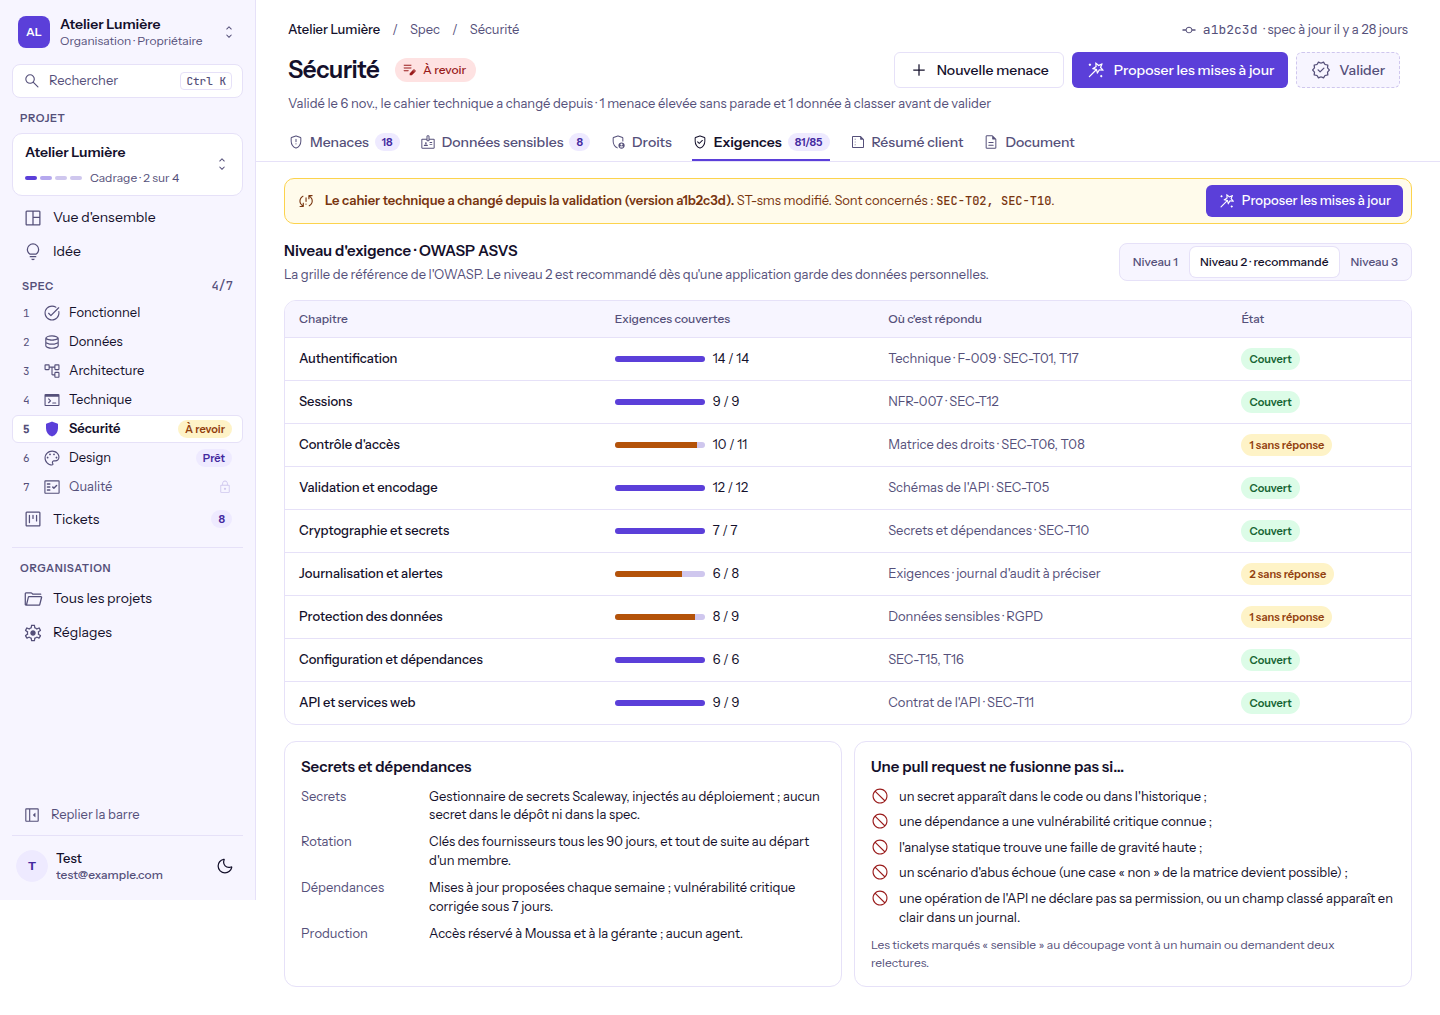 AL
Atelier Lumière
Organisation · Propriétaire
Rechercher
Ctrl K
PROJET
Atelier Lumière
Cadrage · 2 sur 4
Vue d'ensemble
Idée
SPEC 4/7
1 Fonctionnel
2 Données
3 Architecture
4 Technique
5 Sécurité À revoir
6 Design Prêt
7 Qualité
Tickets 8
ORGANISATION
Tous les projets
Réglages
Replier la barre
T
Test
test@example.com
Atelier Lumière / Spec / Sécurité
a1b2c3d · spec à jour il y a 28 jours
Sécurité À revoir
Nouvelle menace
Proposer les mises à jour
Valider
Validé le 6 nov., le cahier technique a changé depuis · 1 menace élevée sans parade et 1 donnée à classer avant de valider
Menaces 18
Données sensibles 8
Droits
Exigences 81/85
Résumé client
Document
Le cahier technique a changé depuis la validation (version a1b2c3d). ST-sms modifié. Sont concernés : SEC-T02, SEC-T10.
Proposer les mises à jour
Niveau d'exigence · OWASP ASVS
La grille de référence de l'OWASP. Le niveau 2 est recommandé dès qu'une application garde des données personnelles.
Niveau 1
Niveau 2 · recommandé
Niveau 3
Chapitre Exigences couvertes Où c'est répondu État
Authentification 14 / 14 Technique · F-009 · SEC-T01, T17 Couvert
Sessions 9 / 9 NFR-007 · SEC-T12 Couvert
Contrôle d'accès 10 / 11 Matrice des droits · SEC-T06, T08 1 sans réponse
Validation et encodage 12 / 12 Schémas de l'API · SEC-T05 Couvert
Cryptographie et secrets 7 / 7 Secrets et dépendances · SEC-T10 Couvert
Journalisation et alertes 6 / 8 Exigences · journal d'audit à préciser 2 sans réponse
Protection des données 8 / 9 Données sensibles · RGPD 1 sans réponse
Configuration et dépendances 6 / 6 SEC-T15, T16 Couvert
API et services web 9 / 9 Contrat de l'API · SEC-T11 Couvert
Secrets et dépendances
Secrets Gestionnaire de secrets Scaleway, injectés au déploiement ; aucun
secret dans le dépôt ni dans la spec.
Rotation Clés des fournisseurs tous les 90 jours, et tout de suite au départ
d'un membre.
Dépendances Mises à jour proposées chaque semaine ; vulnérabilité critique
corrigée sous 7 jours.
Production Accès réservé à Moussa et à la gérante ; aucun agent.
Une pull request ne fusionne pas si…
un secret apparaît dans le code ou dans l'historique ;
une dépendance a une vulnérabilité critique connue ;
l'analyse statique trouve une faille de gravité haute ;
un scénario d'abus échoue (une case « non » de la matrice devient possible) ;
une opération de l'API ne déclare pas sa permission, ou un champ classé apparaît en
clair dans un journal.
Les tickets marqués « sensible » au découpage vont à un humain ou demandent deux
relectures.